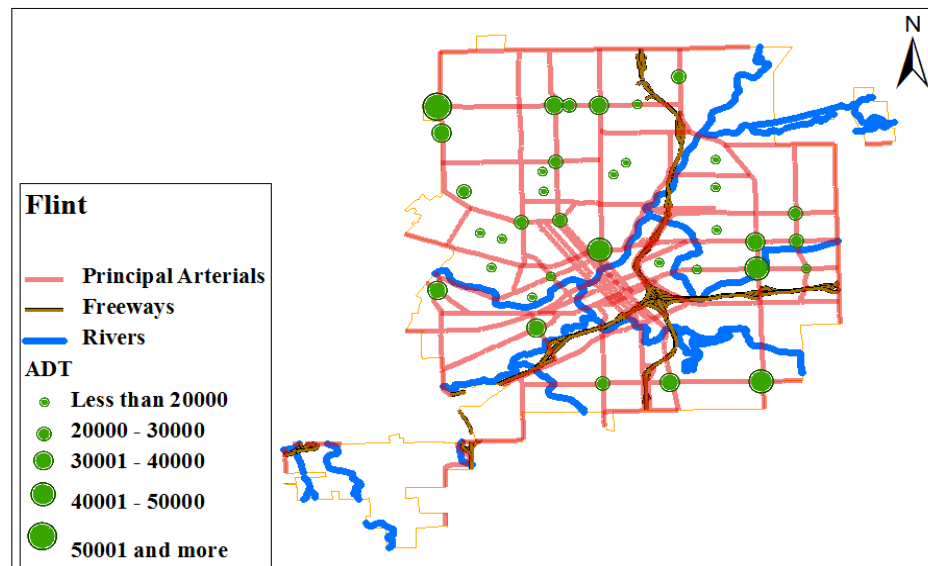 N
Flint
Principal Arterials
Freeways
Rivers
ADT
Less than 20000
20000 - 30000
30001 - 40000
40001 - 50000
50001 and more